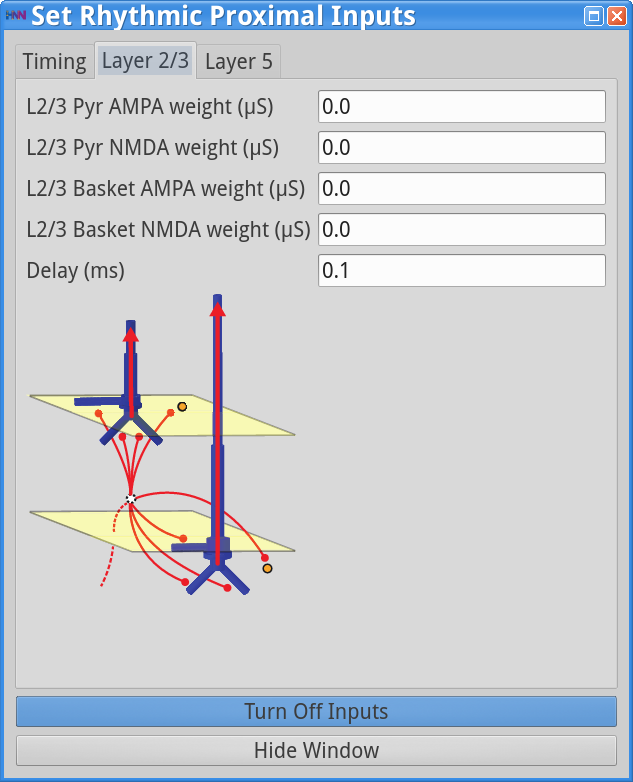 HNN Set Rhythmic Proximal Inputs
Timing Layer 2/3 Layer 5
L2/3 Pyr AMPA weight (µS) 0.0
L2/3 Pyr NMDA weight (µS) 0.0
L2/3 Basket AMPA weight (µS) 0.0
L2/3 Basket NMDA weight (µS) 0.0
Delay (ms) 0.1
Turn Off Inputs
Hide Window